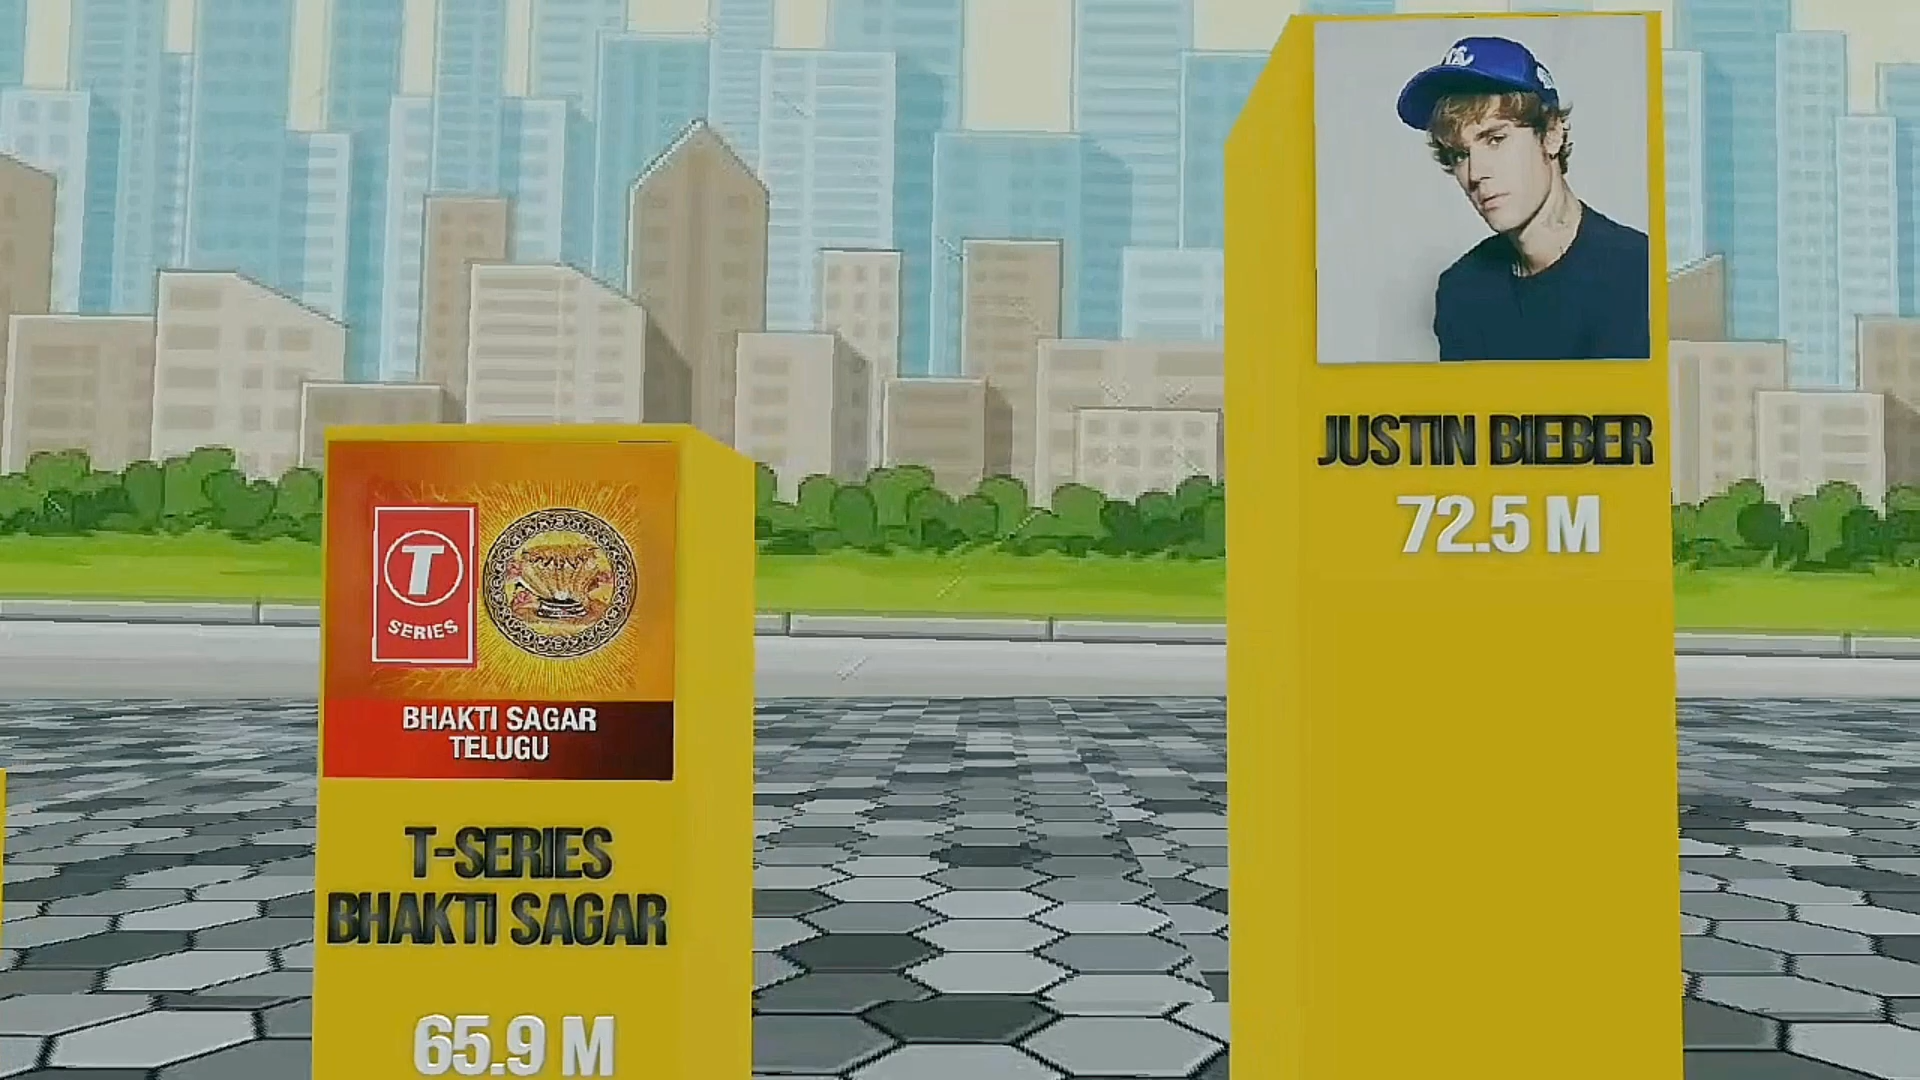 T
SERIES
BHAKTI SAGAR
TELUGU
T-SERIES
BHAKTI SAGAR
65.9 M
JUSTIN BIEBER
72.5 M